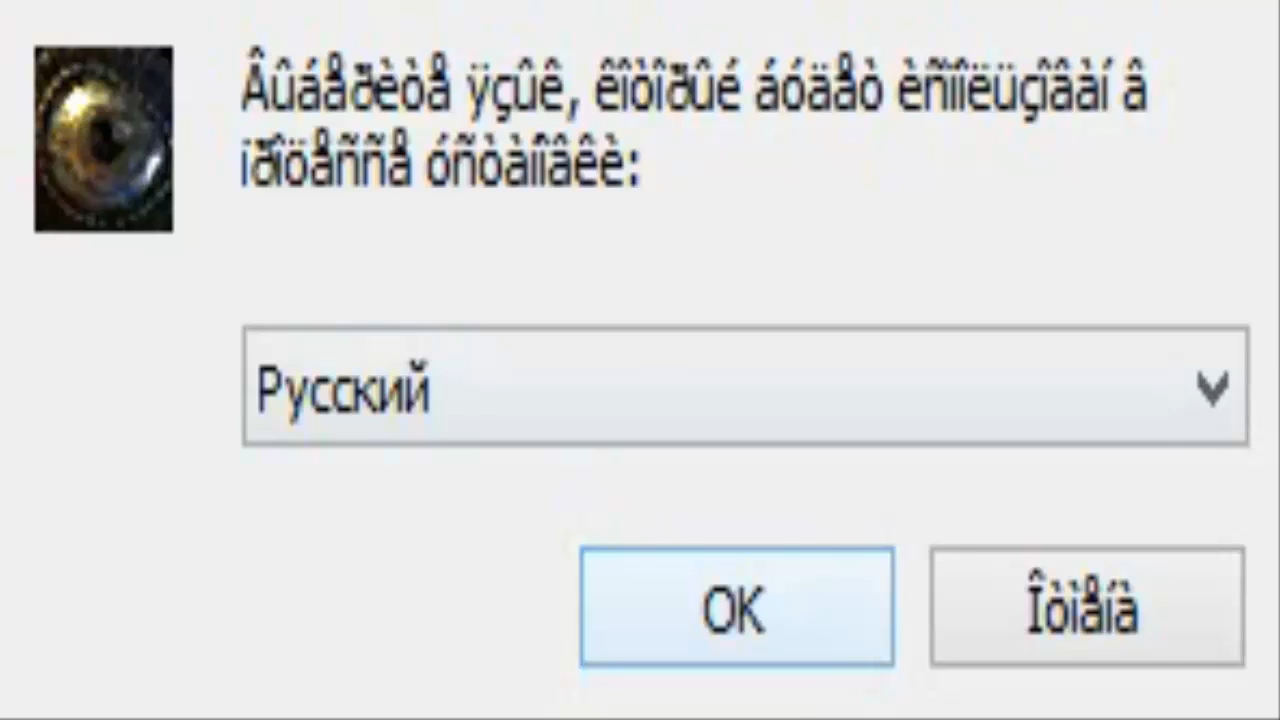 Âûáåðèòå ÿçûê, êîòîðûé áóäåò èñïîëüçîâàí â
ïðîöåññå óñòàíîâêè:
Русский
OK
Îòìåíà